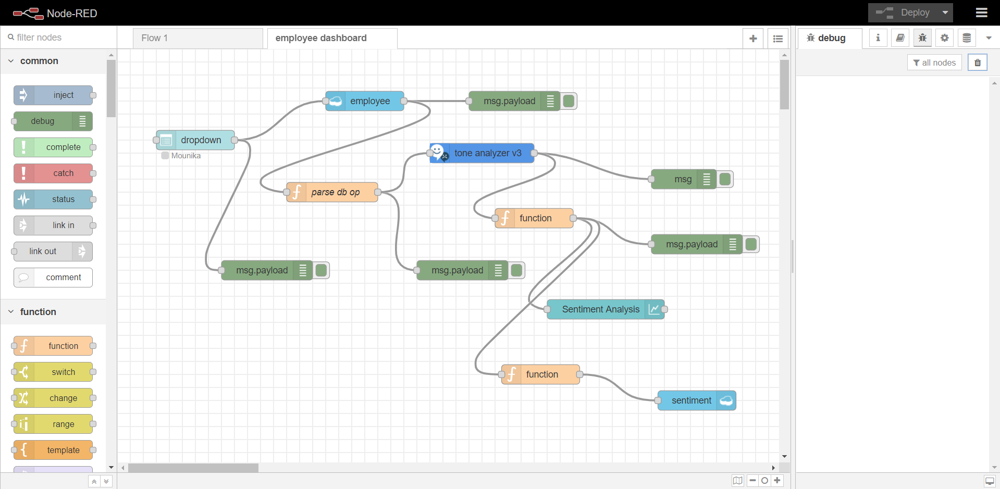 Node-RED
Deploy
filter nodes
Flow 1
employee dashboard
debug
all nodes
common
inject
debug
complete
catch
status
link in
link out
comment
function
function
switch
change
range
template
employee
msg.payload
dropdown
Mounika
tone analyzer v3
msg
parse db op
function
msg.payload
msg.payload
msg.payload
Sentiment Analysis
function
sentiment